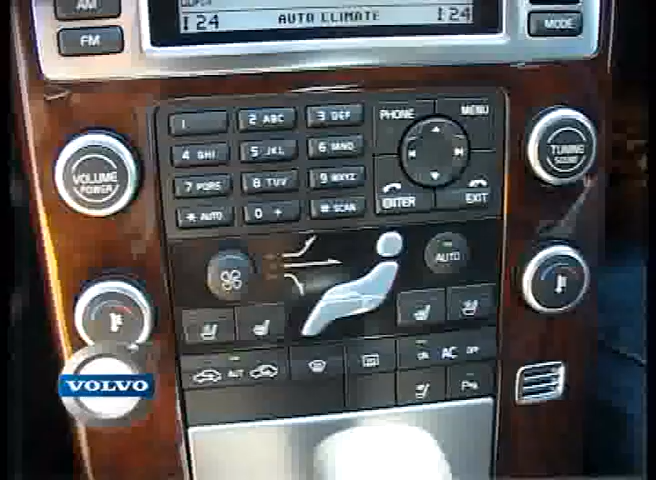 AM
24 AUTO CLIMATE 24
FM
MODE
PHONE MENU
1 2 ABC 3 DEF
VOLUME
POWER
TUNING
SOUND
4 GHI 5 JKL 6 MNO
7 PQRS 8 TUV 9 WXYZ
ENTER EXIT
* AUTO 0 + # SCAN
AUTO
AUT
ON AC OFF
VOLVO